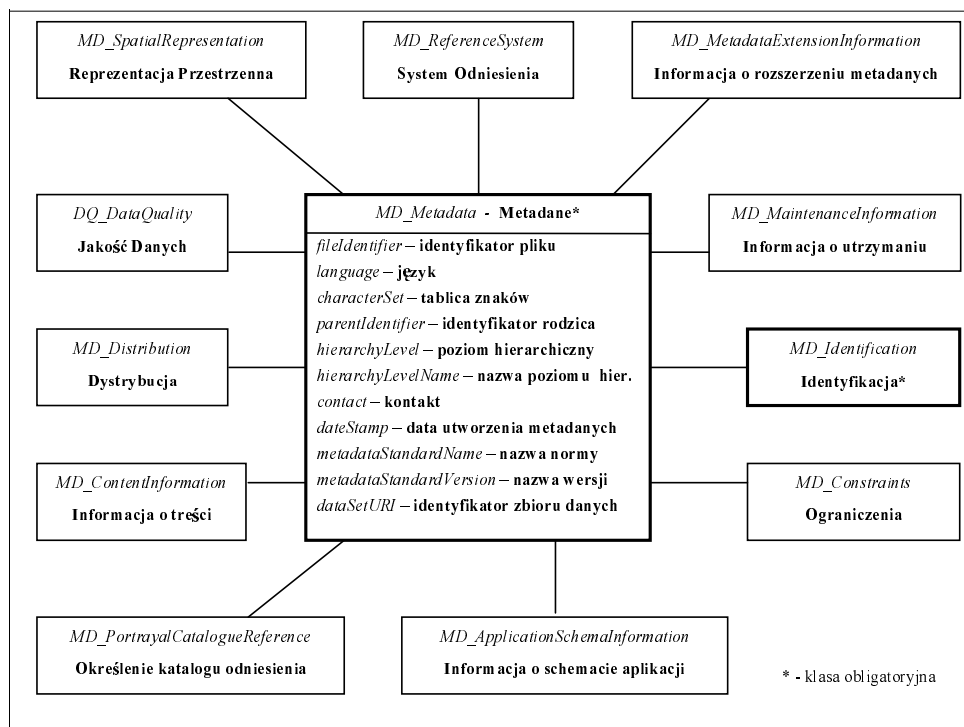 MD_SpatialRepresentation
Reprezentacja Przestrzenna
MD_ReferenceSystem
System Odniesienia
MD_MetadataExtensionInformation
Informacja o rozszerzeniu metadanych
DQ_DataQuality
Jakość Danych
MD_Metadata - Metadane*
fileIdentifier – identyfikator pliku
language – język
characterSet – tablica znaków
parentIdentifier – identyfikator rodzica
hierarchyLevel – poziom hierarchiczny
hierarchyLevelName – nazwa poziomu hier.
contact – kontakt
dateStamp – data utworzenia metadanych
metadataStandardName – nazwa normy
metadataStandardVersion – nazwa wersji
dataSetURI – identyfikator zbioru danych
MD_MaintenanceInformation
Informacja o utrzymaniu
MD_Distribution
Dystrybucja
MD_Identification
Identyfikacja*
MD_ContentInformation
Informacja o treści
MD_Constraints
Ograniczenia
MD_PortrayalCatalogueReference
Określenie katalogu odniesienia
MD_ApplicationSchemaInformation
Informacja o schemacie aplikacji
* - klasa obligatoryjna